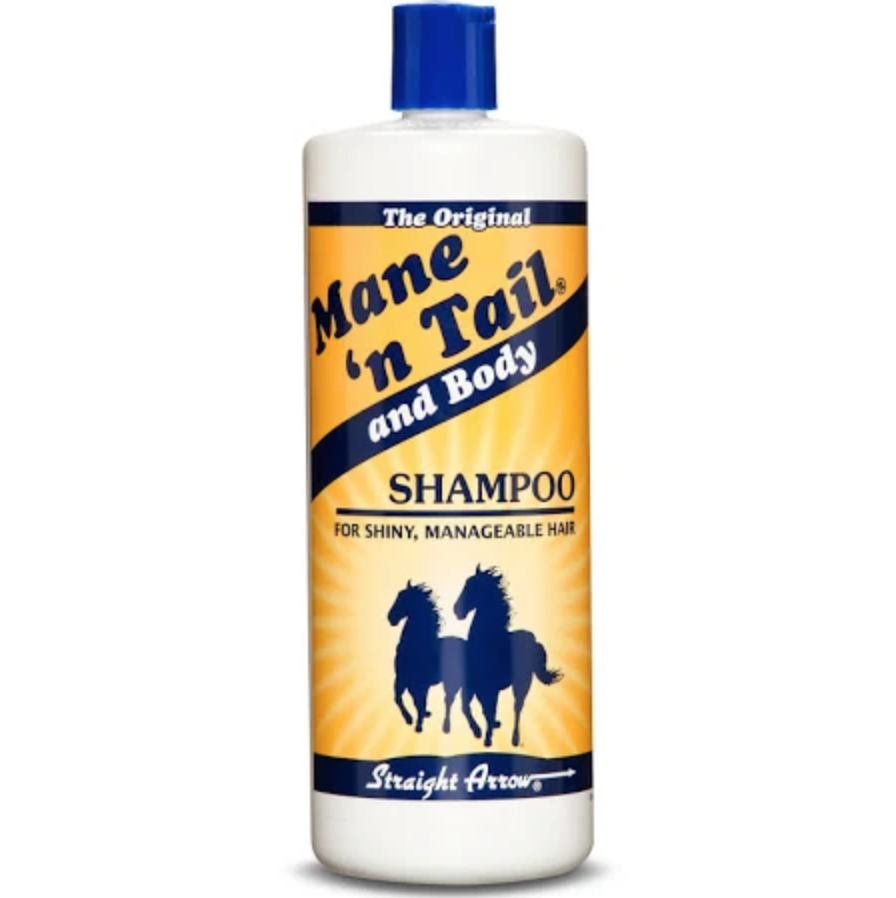 The Original
Mane
'n Tail®
and Body
SHAMPOO
FOR SHINY, MANAGEABLE HAIR
Straight Arrow®